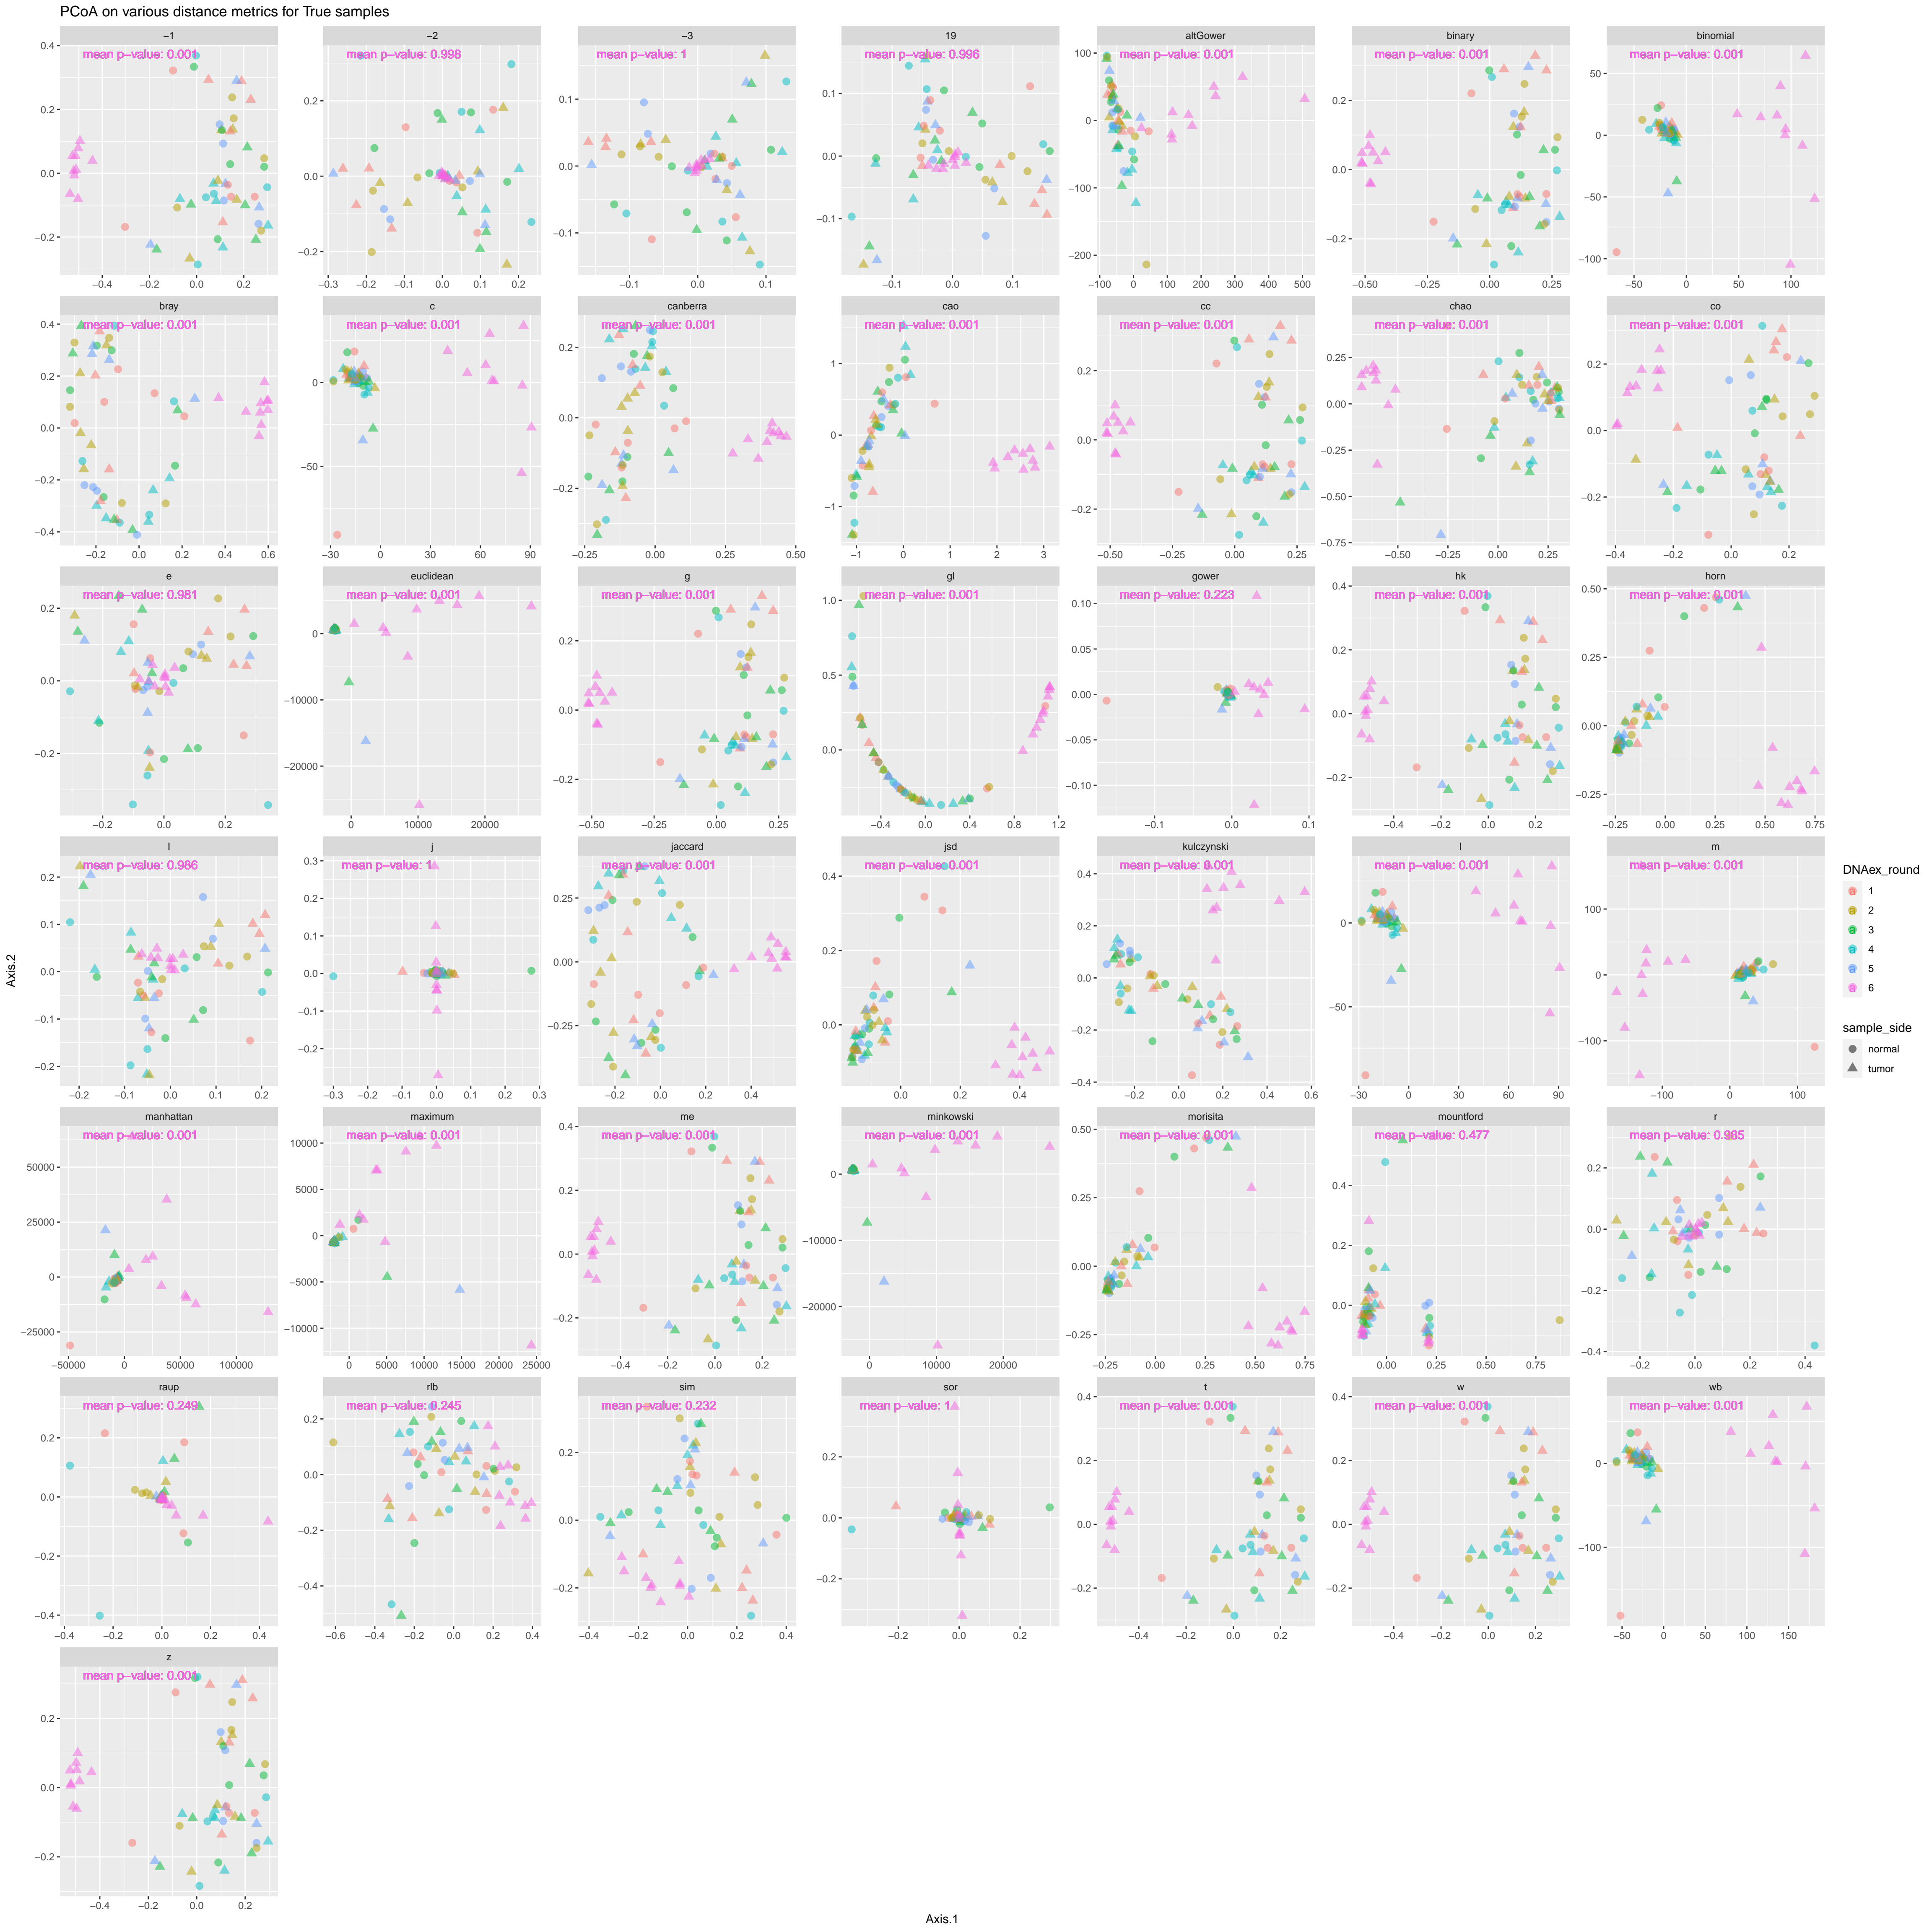 PCoA on various distance metrics for True samples
−1
−2
−3
19
altGower
binary
binomial
mean p−value: 0.001
mean p−value: 0.998
mean p−value: 1
mean p−value: 0.996
mean p−value: 0.001
mean p−value: 0.001
mean p−value: 0.001
bray
c
canberra
cao
cc
chao
co
mean p−value: 0.001
mean p−value: 0.001
mean p−value: 0.001
mean p−value: 0.001
mean p−value: 0.001
mean p−value: 0.001
mean p−value: 0.001
e
euclidean
g
gl
gower
hk
horn
mean p−value: 0.981
mean p−value: 0.001
mean p−value: 0.001
mean p−value: 0.001
mean p−value: 0.223
mean p−value: 0.001
mean p−value: 0.001
I
j
jaccard
jsd
kulczynski
l
m
mean p−value: 0.986
mean p−value: 1
mean p−value: 0.001
mean p−value: 0.001
mean p−value: 0.001
mean p−value: 0.001
mean p−value: 0.001
manhattan
maximum
me
minkowski
morisita
mountford
r
mean p−value: 0.001
mean p−value: 0.001
mean p−value: 0.001
mean p−value: 0.001
mean p−value: 0.001
mean p−value: 0.477
mean p−value: 0.985
raup
rlb
sim
sor
t
w
wb
mean p−value: 0.249
mean p−value: 0.245
mean p−value: 0.232
mean p−value: 1
mean p−value: 0.001
mean p−value: 0.001
mean p−value: 0.001
z
mean p−value: 0.001
Axis.2
Axis.1
DNAex_round
1
2
3
4
5
6
sample_side
normal
tumor